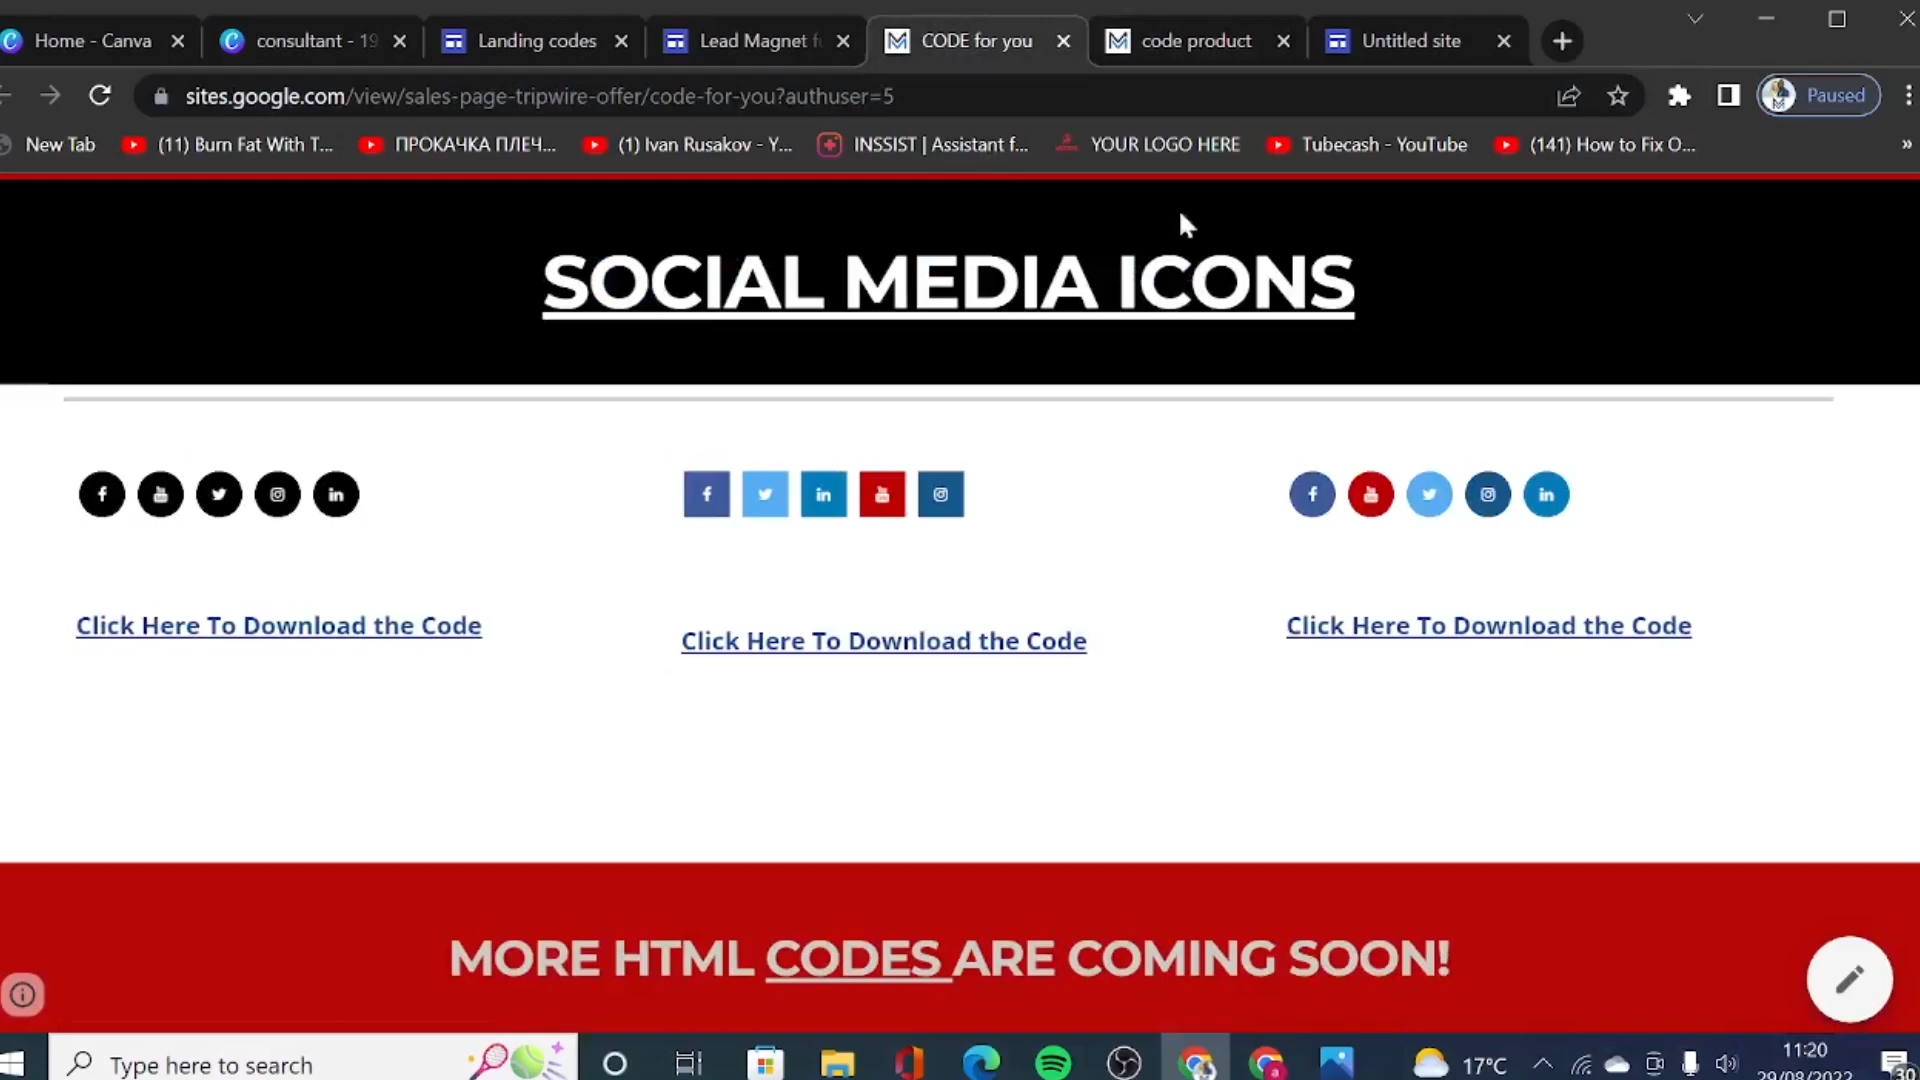 Home - Canva
consultant - 19
Landing codes
Lead Magnet f
CODE for you
code product
Untitled site
sites.google.com/view/sales-page-tripwire-offer/code-for-you?authuser=5
Paused
New Tab
(11) Burn Fat With T...
ПРОКАЧКА ПЛЕЧ...
(1) Ivan Rusakov - Y...
INSSIST | Assistant f...
YOUR LOGO HERE
Tubecash - YouTube
(141) How to Fix O...
»
SOCIAL MEDIA ICONS
Click Here To Download the Code
Click Here To Download the Code
Click Here To Download the Code
MORE HTML CODES ARE COMING SOON!
Type here to search
17°C
11:20
29/08/2022
30